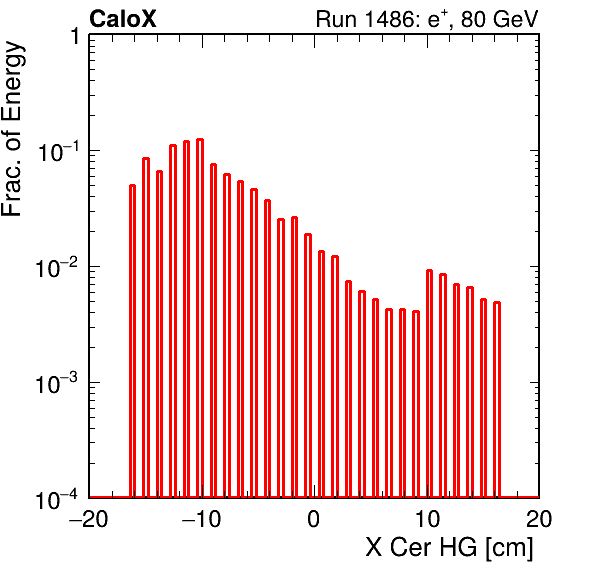 CaloX Run 1486: e⁺, 80 GeV
Frac. of Energy
1
10⁻¹
10⁻²
10⁻³
10⁻⁴
−20 −10 0 10 20
X Cer HG [cm]